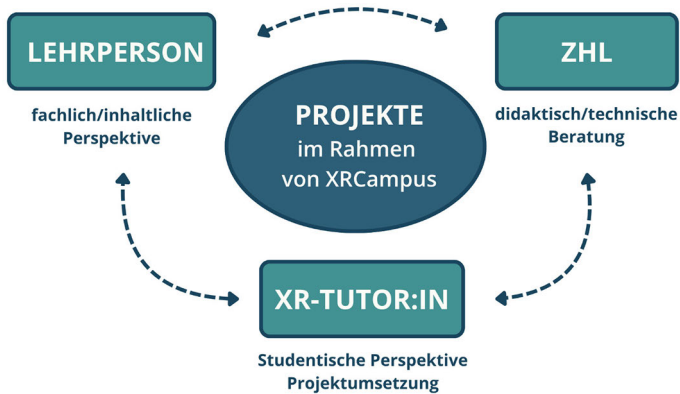 LEHRPERSON
fachlich/inhaltliche
Perspektive
ZHL
didaktisch/technische
Beratung
PROJEKTE
im Rahmen
von XRCampus
XR-TUTOR:IN
Studentische Perspektive
Projektumsetzung